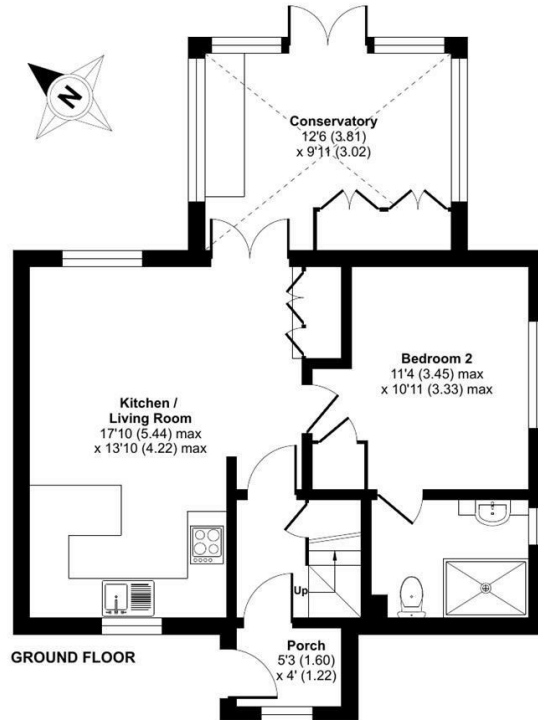 N
Conservatory
12'6 (3.81)
x 9'11 (3.02)
Bedroom 2
11'4 (3.45) max
x 10'11 (3.33) max
Kitchen /
Living Room
17'10 (5.44) max
x 13'10 (4.22) max
Up
Porch
5'3 (1.60)
x 4' (1.22)
GROUND FLOOR